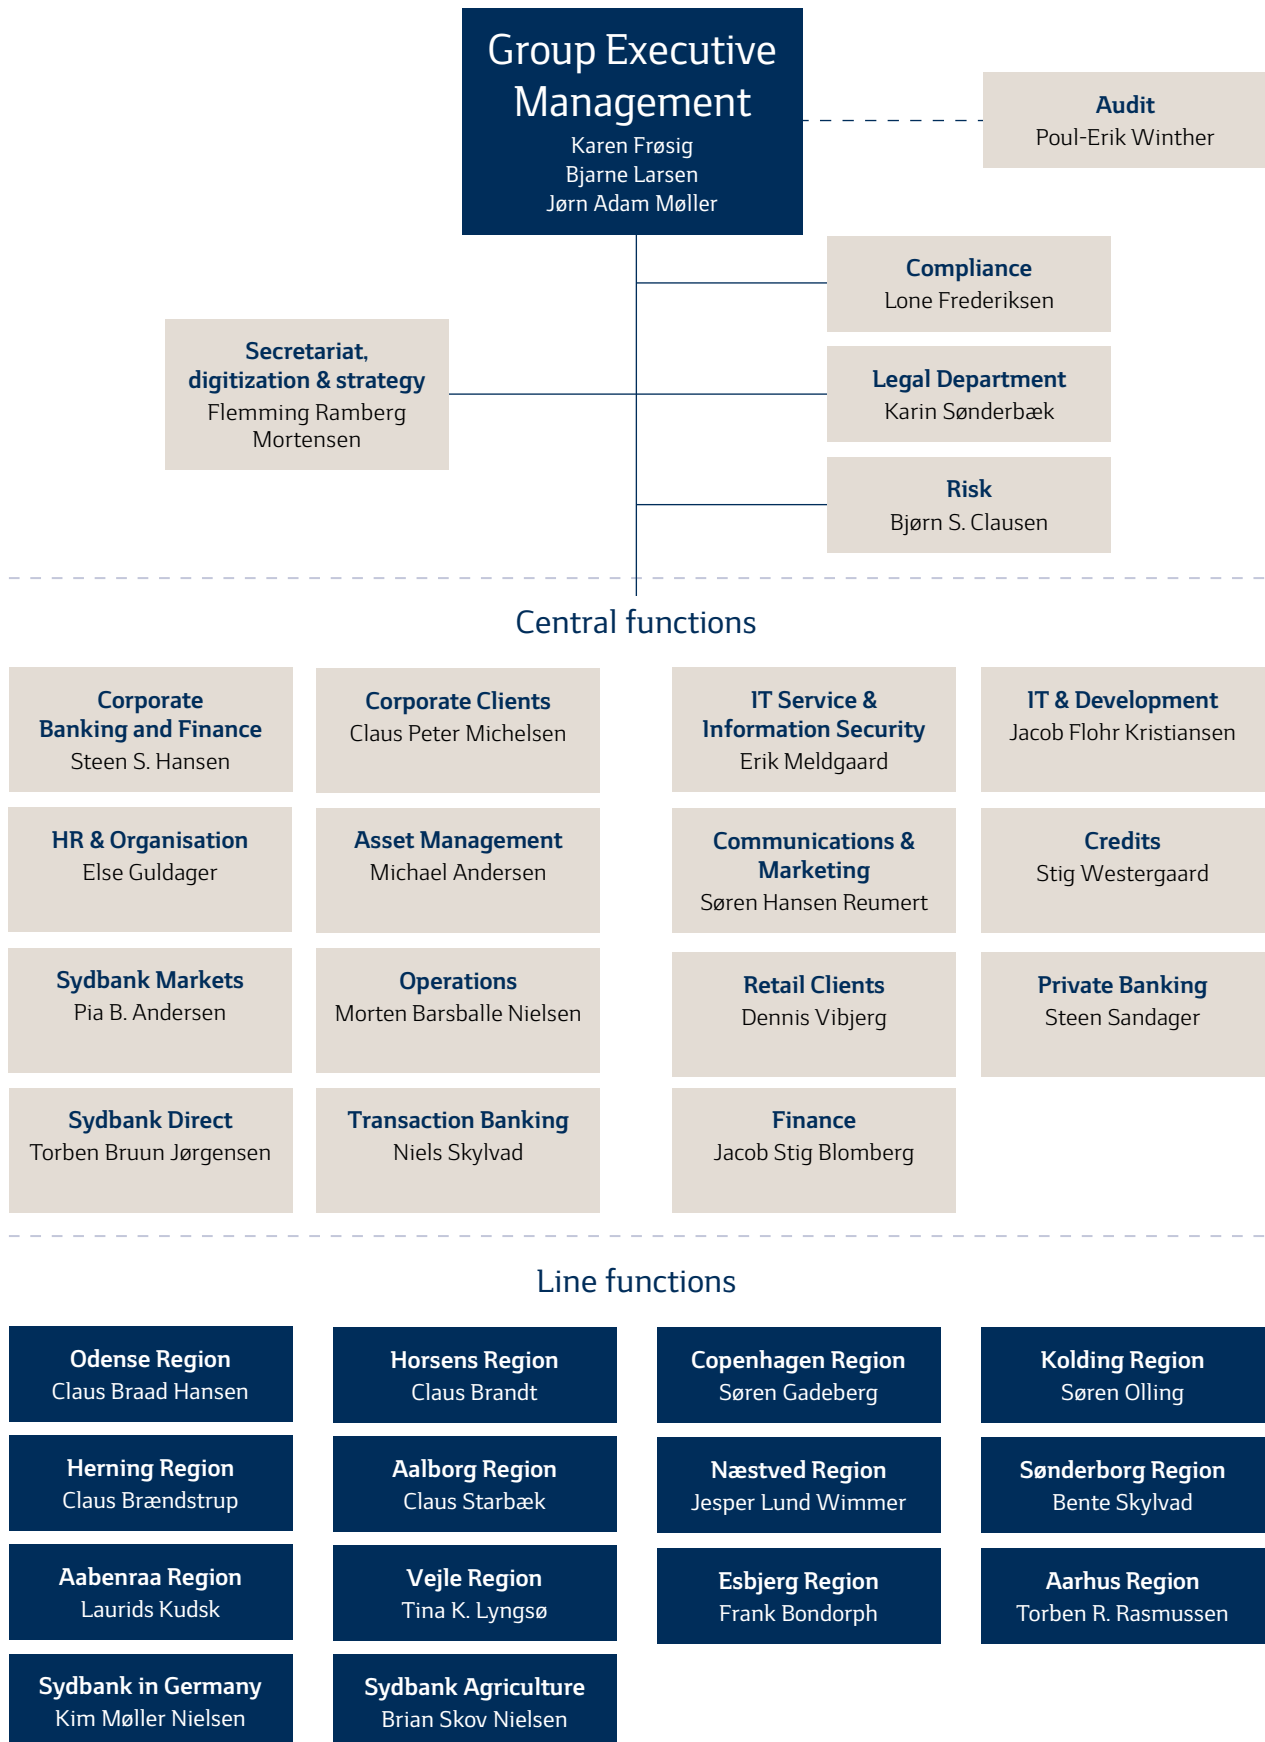 Group Executive
Management
Karen Frøsig
Bjarne Larsen
Jørn Adam Møller
Audit
Poul-Erik Winther
Compliance
Lone Frederiksen
Secretariat,
digitization & strategy
Flemming Ramberg
Mortensen
Legal Department
Karin Sønderbæk
Risk
Bjørn S. Clausen
Central functions
Corporate
Banking and Finance
Steen S. Hansen
Corporate Clients
Claus Peter Michelsen
IT Service &
Information Security
Erik Meldgaard
IT & Development
Jacob Flohr Kristiansen
HR & Organisation
Else Guldager
Asset Management
Michael Andersen
Communications &
Marketing
Søren Hansen Reumert
Credits
Stig Westergaard
Sydbank Markets
Pia B. Andersen
Operations
Morten Barsballe Nielsen
Retail Clients
Dennis Vibjerg
Private Banking
Steen Sandager
Sydbank Direct
Torben Bruun Jørgensen
Transaction Banking
Niels Skylvad
Finance
Jacob Stig Blomberg
Line functions
Odense Region
Claus Braad Hansen
Horsens Region
Claus Brandt
Copenhagen Region
Søren Gadeberg
Kolding Region
Søren Olling
Herning Region
Claus Brændstrup
Aalborg Region
Claus Starbæk
Næstved Region
Jesper Lund Wimmer
Sønderborg Region
Bente Skylvad
Aabenraa Region
Laurids Kudsk
Vejle Region
Tina K. Lyngsø
Esbjerg Region
Frank Bondorph
Aarhus Region
Torben R. Rasmussen
Sydbank in Germany
Kim Møller Nielsen
Sydbank Agriculture
Brian Skov Nielsen